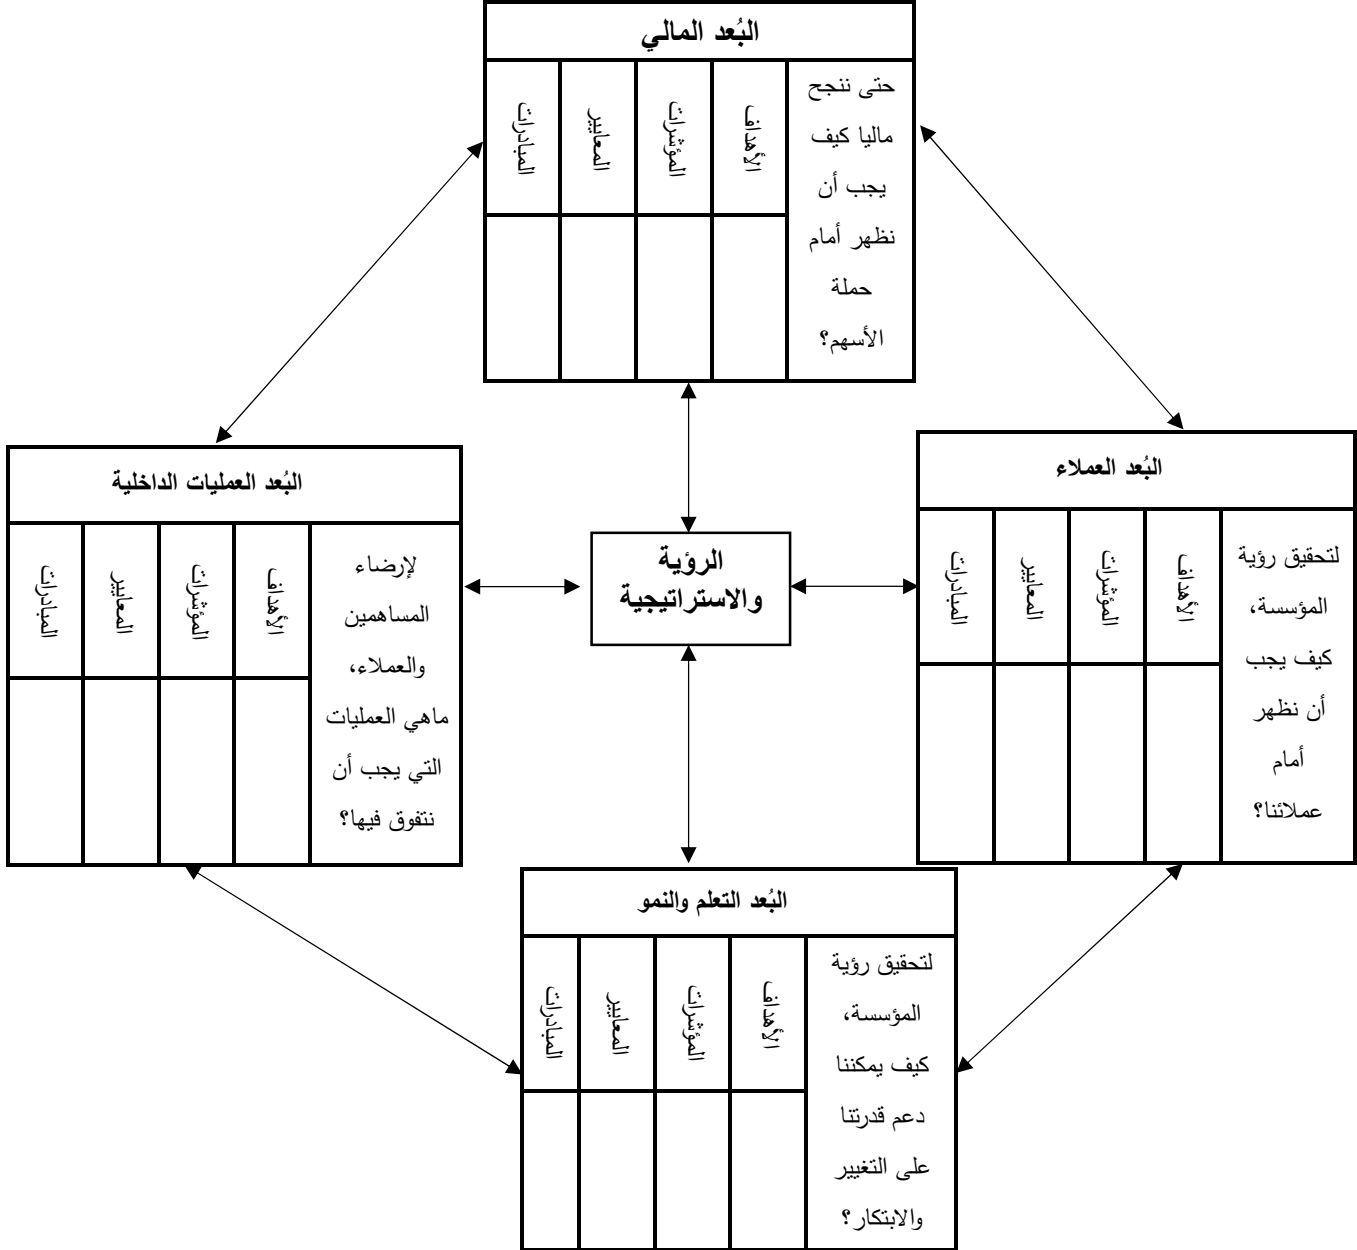 البُعد المالي
حتى ننجح
ماليا كيف
يجب أن
نظهر أمام
حملة
الأسهم؟
الأهداف
المؤشرات
المعايير
المبادرات
البُعد العملاء
لتحقيق رؤية
المؤسسة،
كيف يجب
أن نظهر
أمام
عملائنا؟
الأهداف
المؤشرات
المعايير
المبادرات
الرؤية
والاستراتيجية
البُعد العمليات الداخلية
لإرضاء
المساهمين
والعملاء،
ماهي العمليات
التي يجب أن
نتفوق فيها؟
الأهداف
المؤشرات
المعايير
المبادرات
البُعد التعلم والنمو
لتحقيق رؤية
المؤسسة،
كيف يمكننا
دعم قدرتنا
على التغيير
والابتكار؟
الأهداف
المؤشرات
المعايير
المبادرات